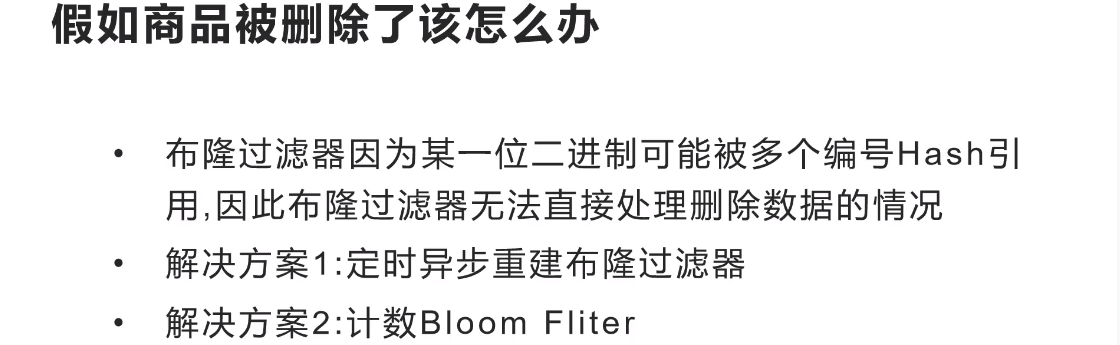 假如商品被删除了该怎么办
• 布隆过滤器因为某一位二进制可能被多个编号Hash引
用,因此布隆过滤器无法直接处理删除数据的情况
• 解决方案1:定时异步重建布隆过滤器
• 解决方案2:计数Bloom Fliter